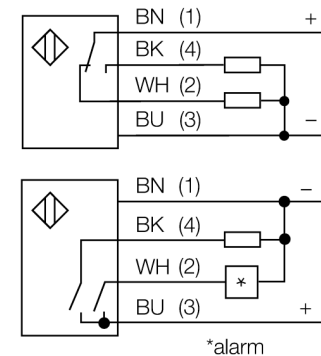 BN (1) +
BK (4)
WH (2)
BU (3) −
BN (1) −
BK (4)
WH (2)
*
BU (3) +
*alarm